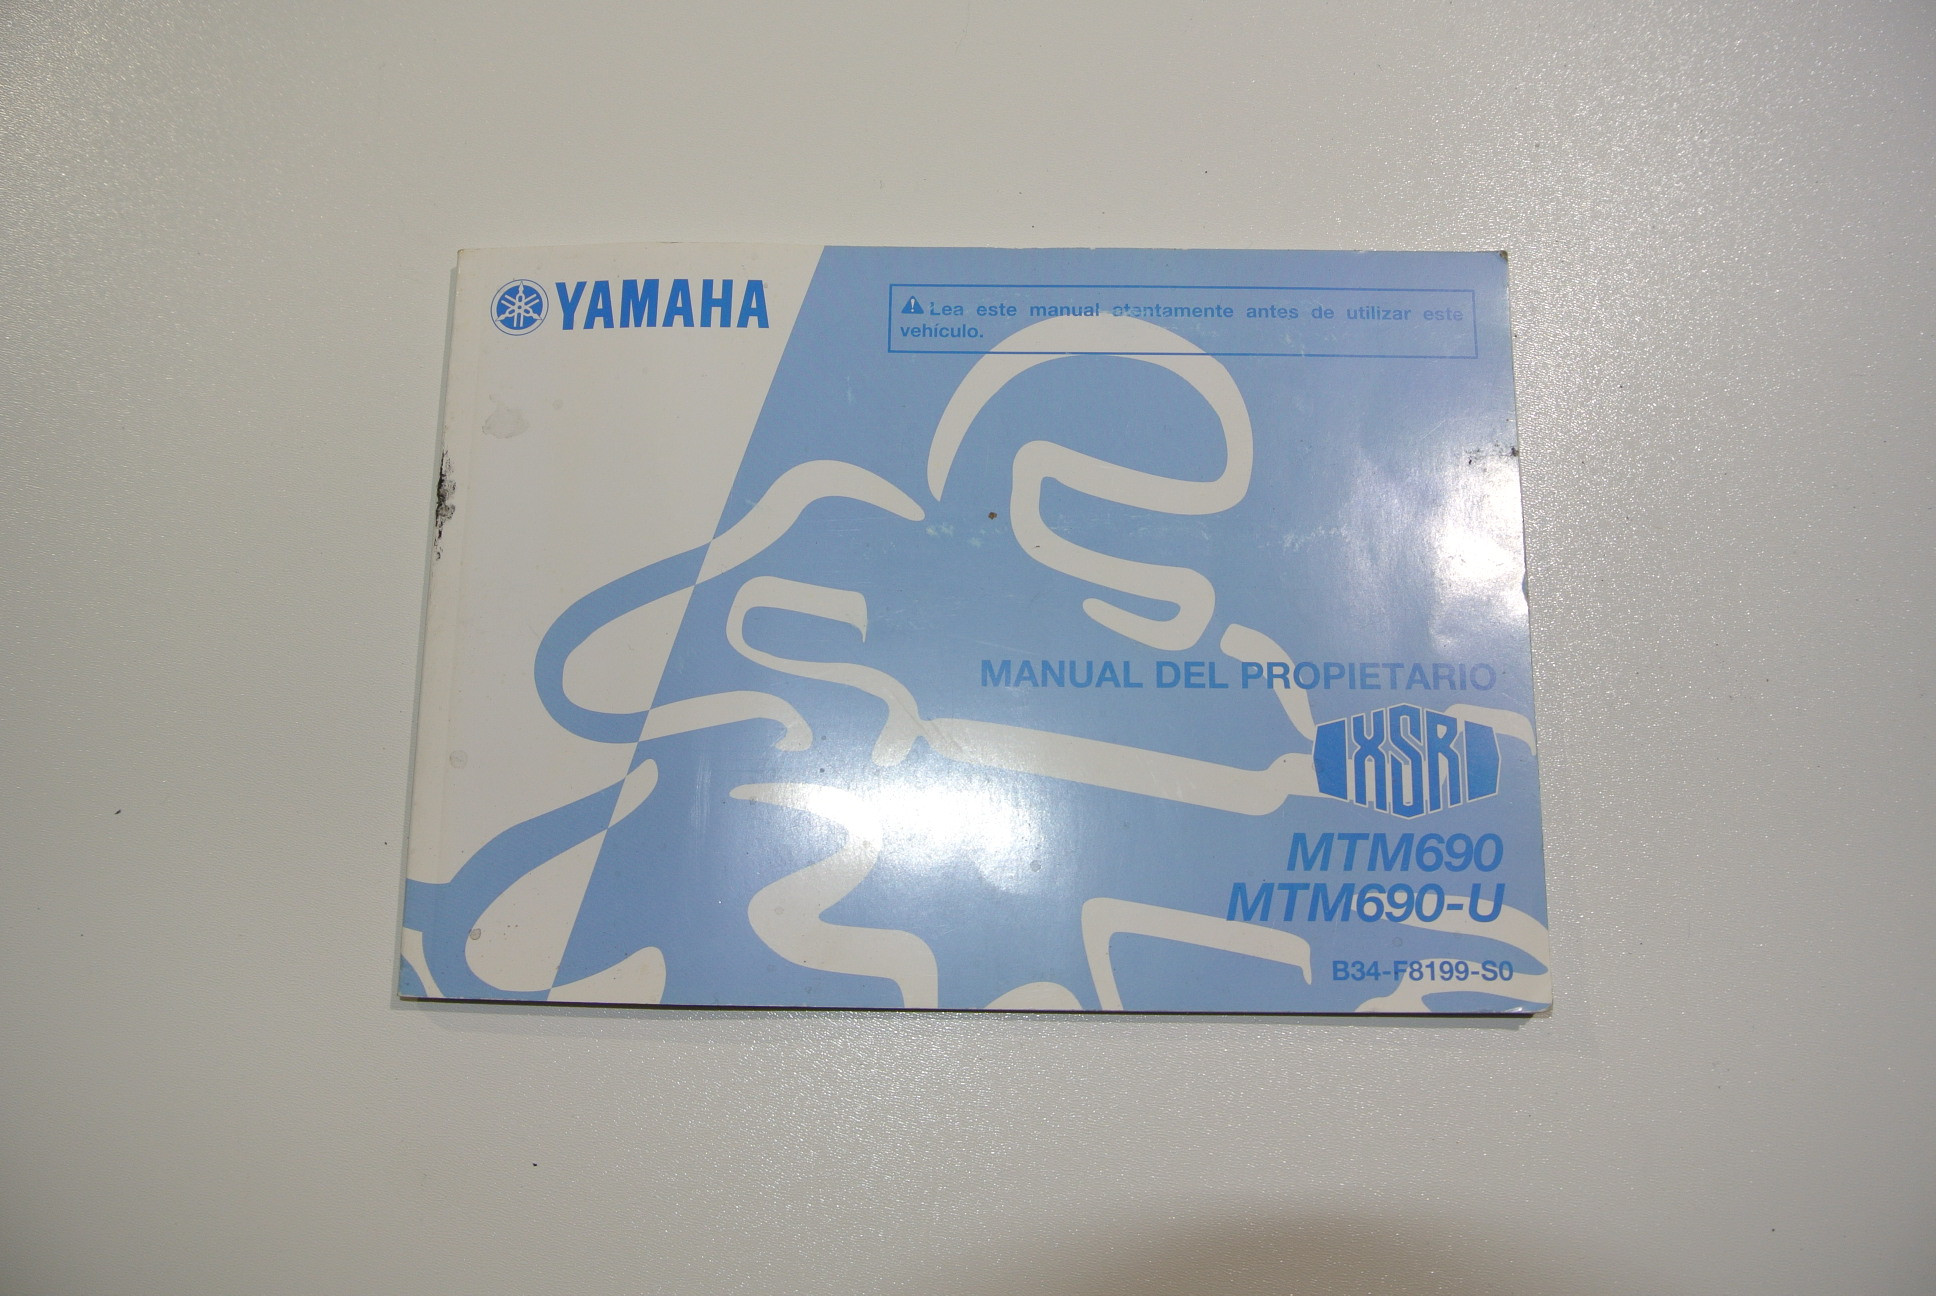 YAMAHA
Lea este manual atentamente antes de utilizar este
vehículo.
MANUAL DEL PROPIETARIO
XSR
MTM690
MTM690-U
B34-F8199-S0